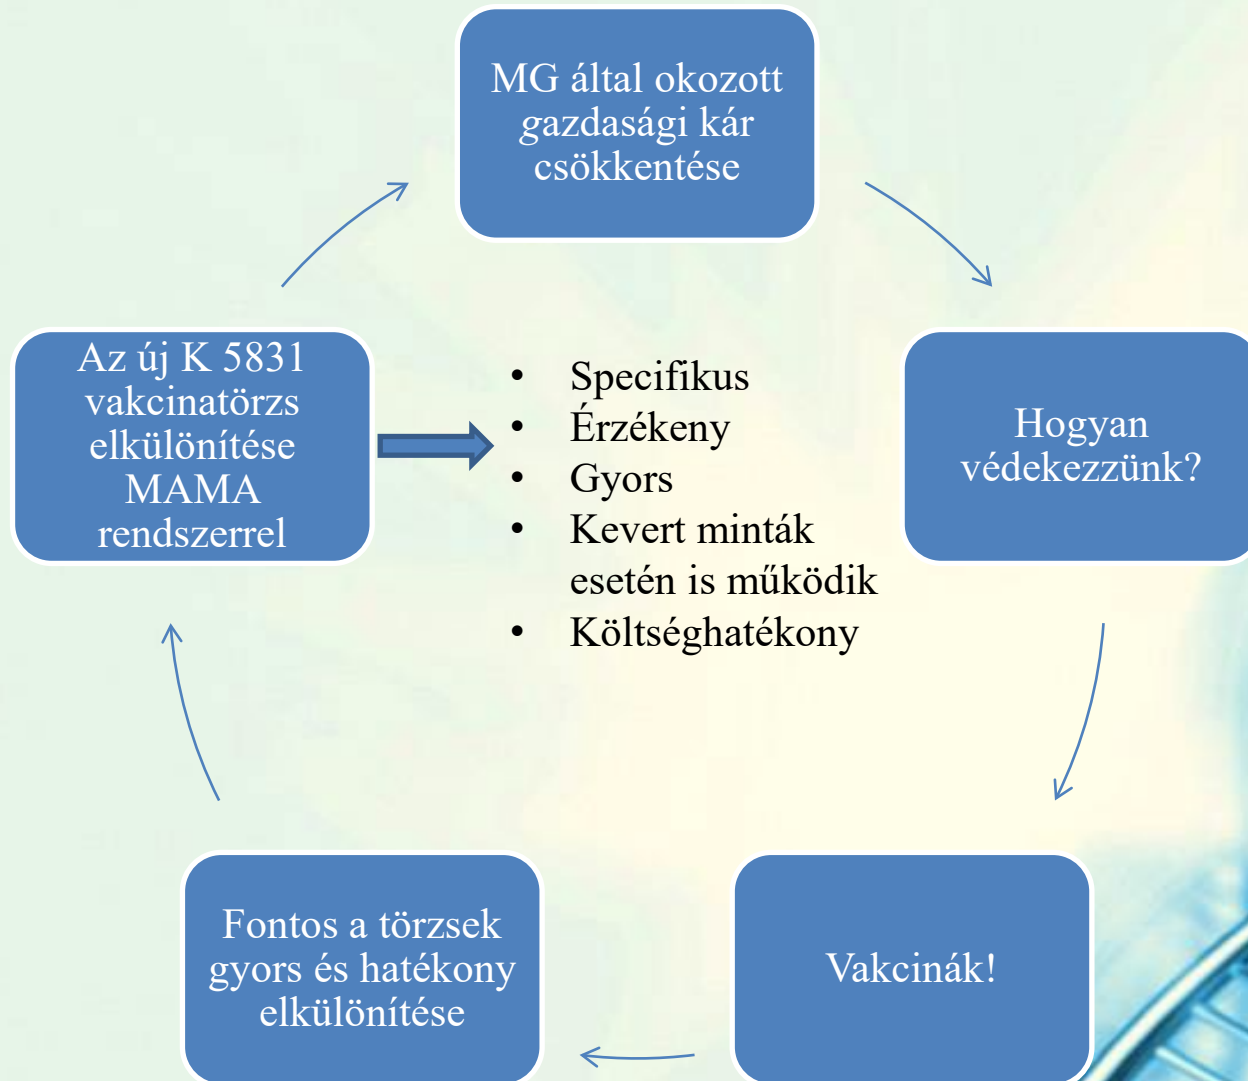 MG által okozott
gazdasági kár
csökkentése
Hogyan
védekezzünk?
Vakcinák!
Fontos a törzsek
gyors és hatékony
elkülönítése
Az új K 5831
vakcinatörzs
elkülönítése
MAMA
rendszerrel
• Specifikus
• Érzékeny
• Gyors
• Kevert minták
esetén is működik
• Költséghatékony